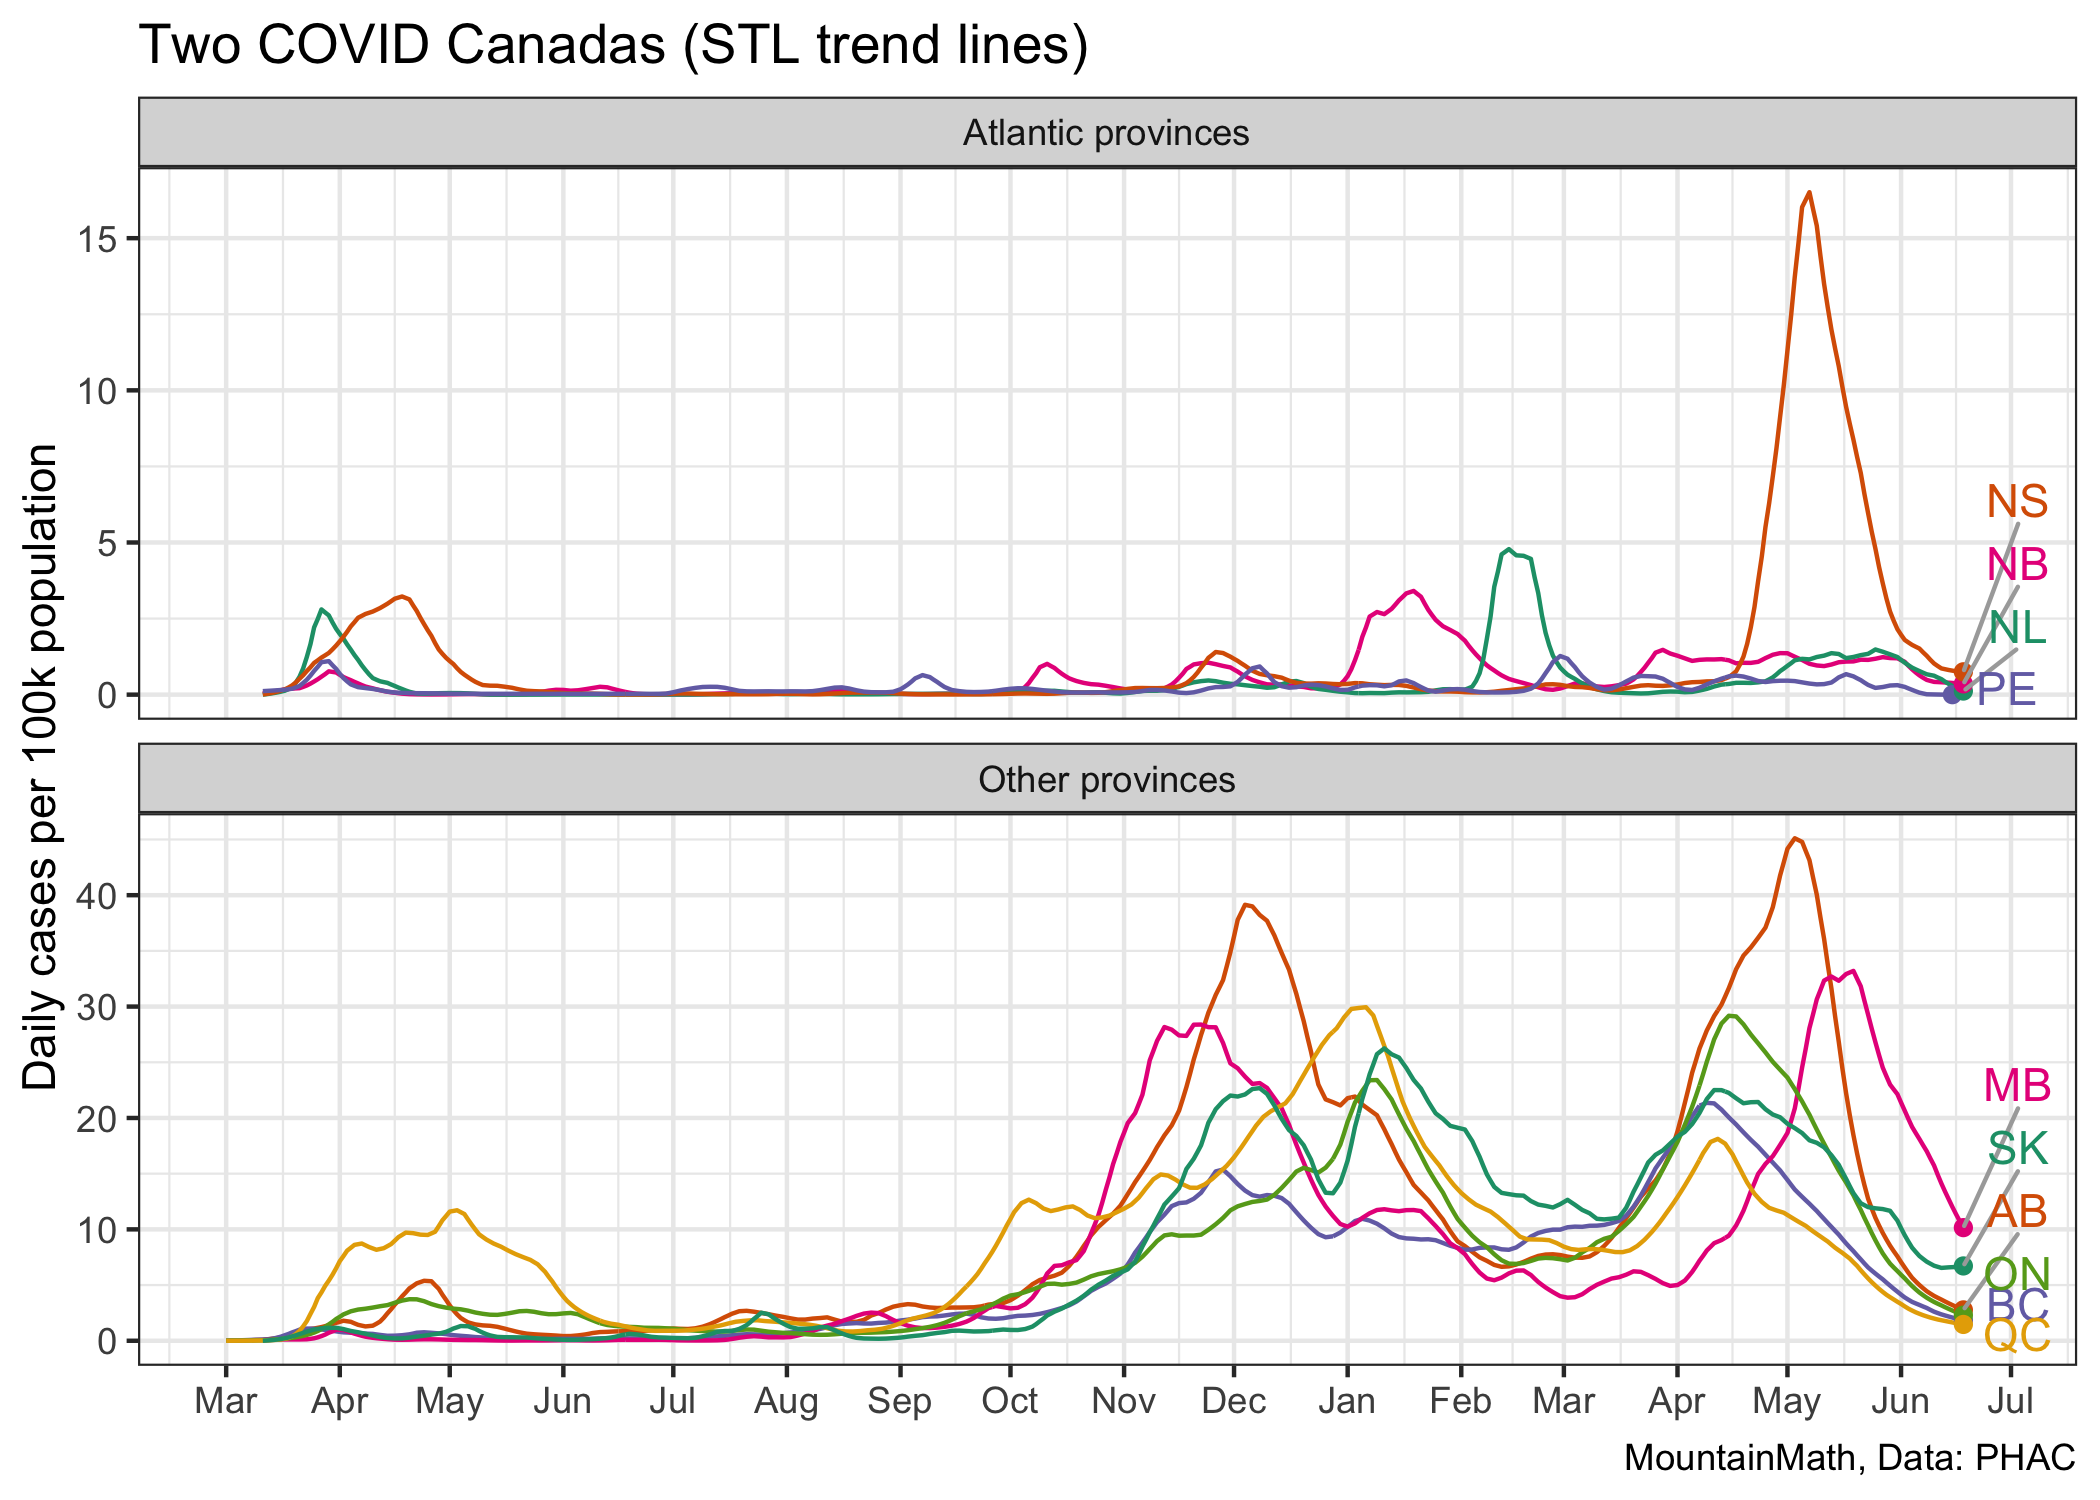 Two COVID Canadas (STL trend lines)
Daily cases per 100k population
Atlantic provinces
15
10
5
0
NS
NB
NL
PE
Other provinces
40
30
20
10
0
MB
SK
AB
ON
BC
QC
Mar Apr May Jun Jul Aug Sep Oct Nov Dec Jan Feb Mar Apr May Jun Jul
MountainMath, Data: PHAC